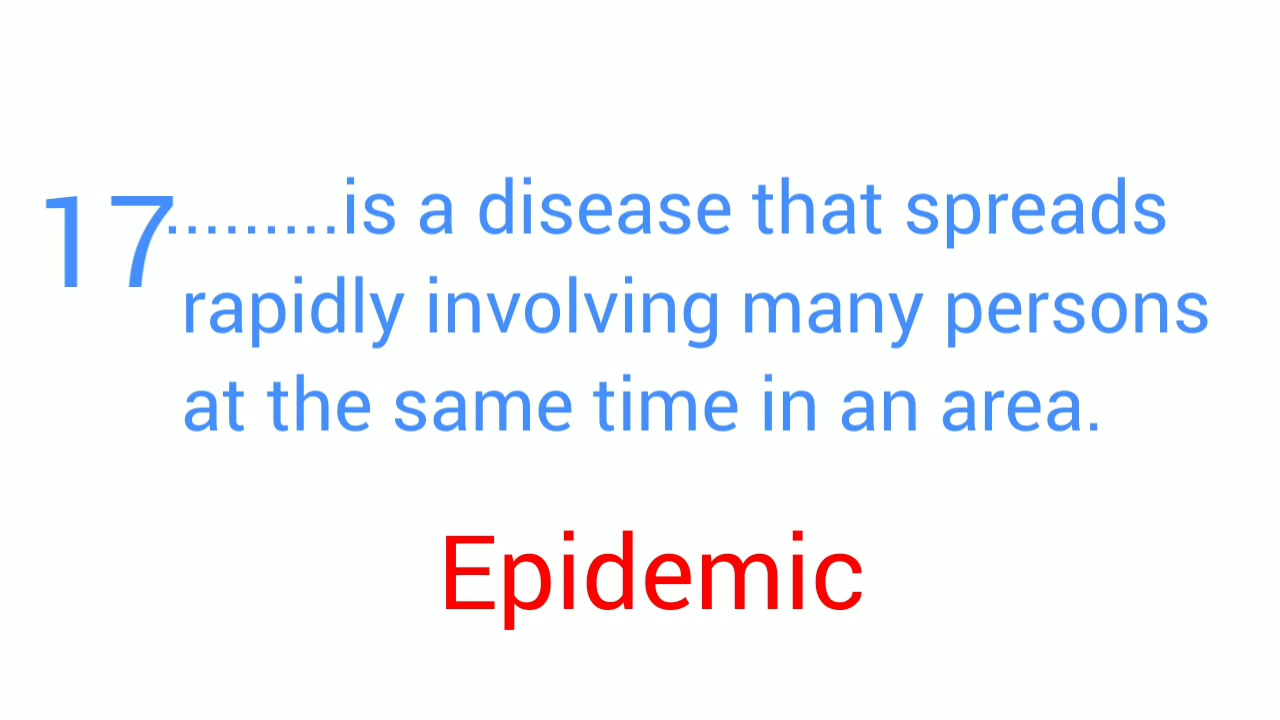 17.........is a disease that spreads
rapidly involving many persons
at the same time in an area.
Epidemic